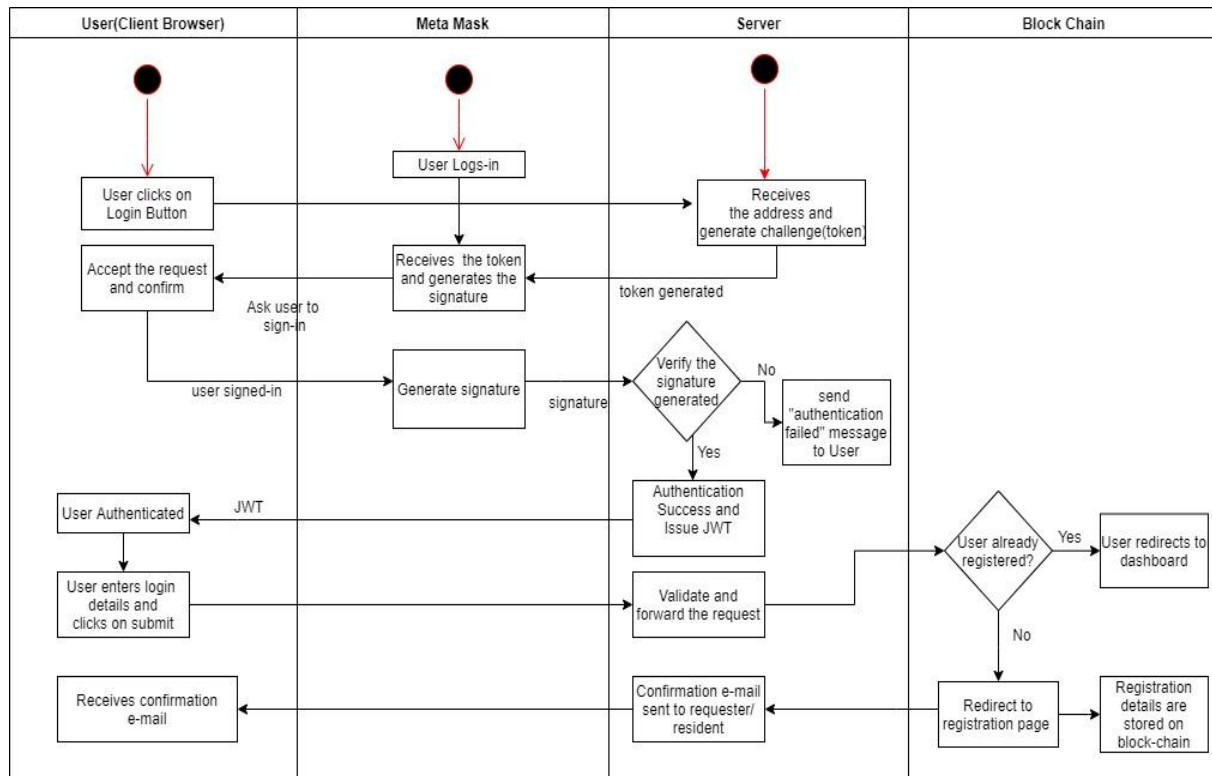 User(Client Browser)
Meta Mask
Server
Block Chain
User Logs-in
User clicks on
Login Button
Receives
the address and
generate challenge(token)
Accept the request
and confirm
Receives the token
and generates the
signature
token generated
Ask user to
sign-in
Verify the
signature
generated
No
send
"authentication
failed" message
to User
Generate signature
user signed-in
signature
Yes
Authentication
Success and
Issue JWT
JWT
User Authenticated
User already
registered?
Yes
User redirects to
dashboard
User enters login
details and
clicks on submit
Validate and
forward the request
No
Receives confirmation
e-mail
Confirmation e-mail
sent to requester/
resident
Redirect to
registration page
Registration
details are
stored on
block-chain